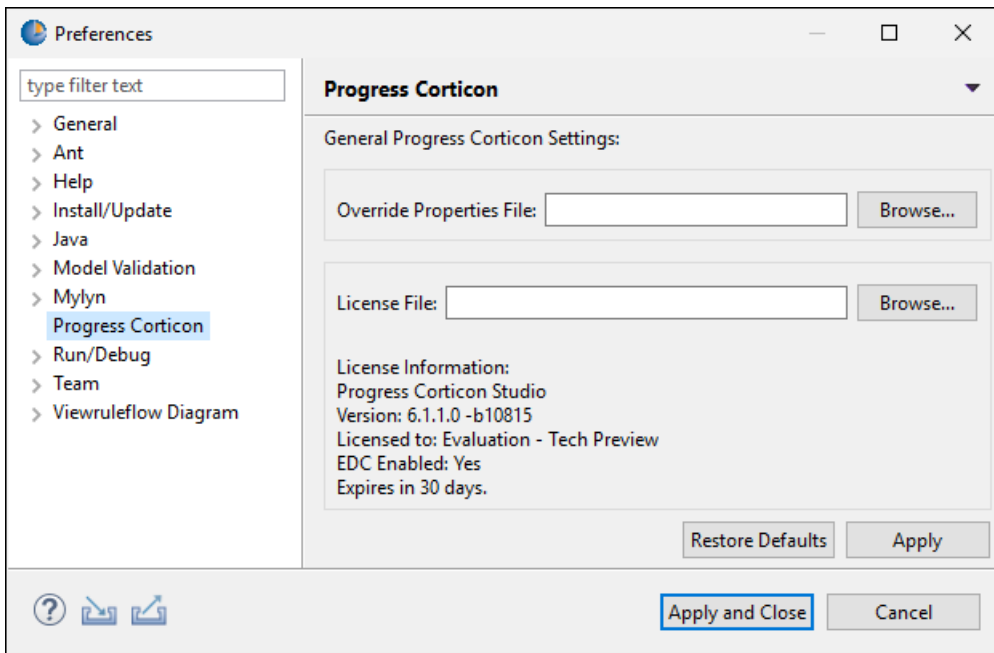 Preferences
type filter text
General
Ant
Help
Install/Update
Java
Model Validation
Mylyn
Progress Corticon
Run/Debug
Team
Viewruleflow Diagram
Progress Corticon
General Progress Corticon Settings:
Override Properties File:
Browse...
License File:
Browse...
License Information:
Progress Corticon Studio
Version: 6.1.1.0 -b10815
Licensed to: Evaluation - Tech Preview
EDC Enabled: Yes
Expires in 30 days.
Restore Defaults
Apply
?
Apply and Close
Cancel